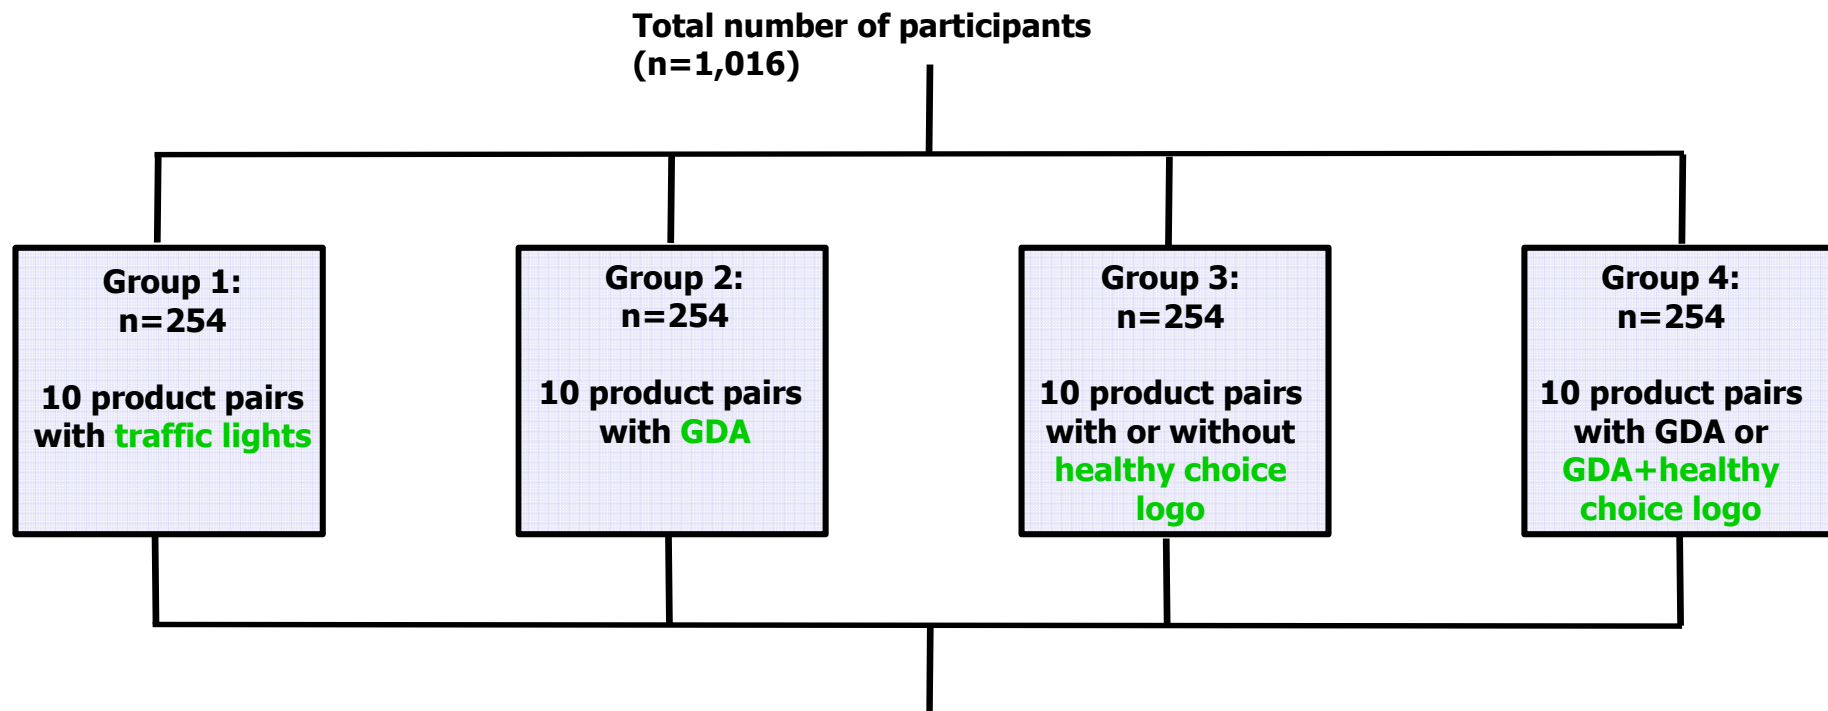 Total number of participants
(n=1,016)
Group 1:
n=254
10 product pairs
with traffic lights
Group 2:
n=254
10 product pairs
with GDA
Group 3:
n=254
10 product pairs
with or without
healthy choice
logo
Group 4:
n=254
10 product pairs
with GDA or
GDA+healthy
choice logo